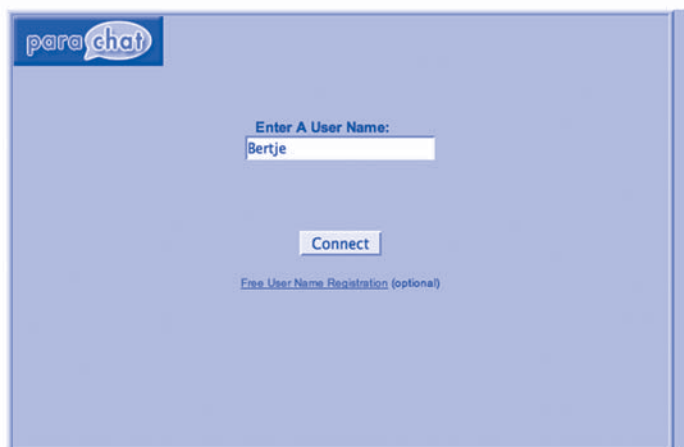 para chat
Enter A User Name:
Bertje
Connect
Free User Name Registration (optional)